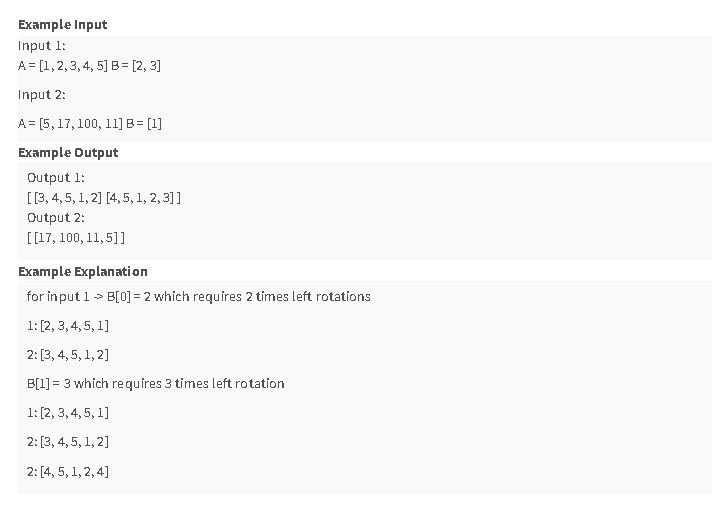 Example Input
Input 1:
A = [1, 2, 3, 4, 5] B = [2, 3]
Input 2:
A = [5, 17, 100, 11] B = [1]
Example Output
Output 1:
[ [3, 4, 5, 1, 2] [4, 5, 1, 2, 3] ]
Output 2:
[ [17, 100, 11, 5] ]
Example Explanation
for input 1 -> B[0] = 2 which requires 2 times left rotations
1: [2, 3, 4, 5, 1]
2: [3, 4, 5, 1, 2]
B[1] = 3 which requires 3 times left rotation
1: [2, 3, 4, 5, 1]
2: [3, 4, 5, 1, 2]
2: [4, 5, 1, 2, 4]